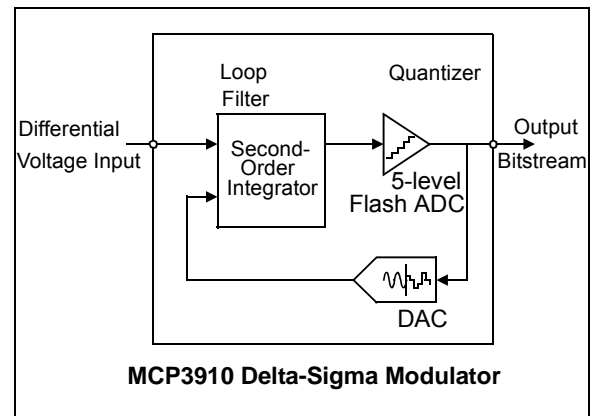 Loop
Filter
Quantizer
Differential
Voltage Input
Second-
Order
Integrator
5-level
Flash ADC
Output
Bitstream
DAC
MCP3910 Delta-Sigma Modulator